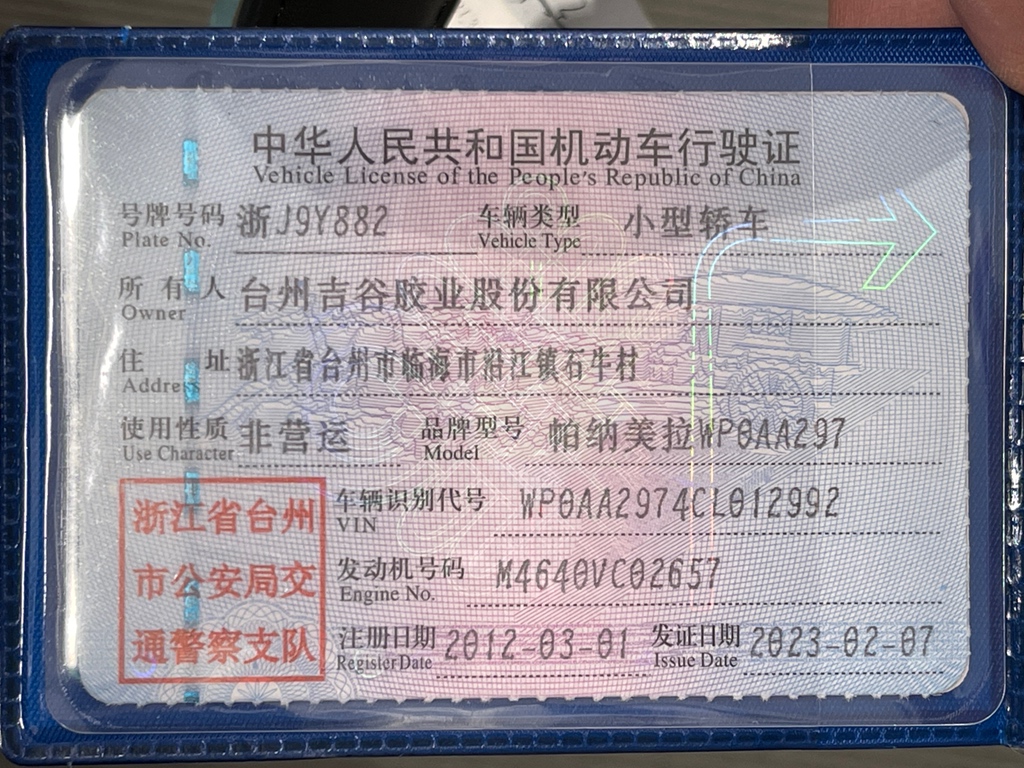 中华人民共和国机动车行驶证
Vehicle License of the People's Republic of China
号牌号码 浙J9Y882 车辆类型 小型轿车
Plate No. Vehicle Type
所有人 台州吉谷胶业股份有限公司
Owner
住址 浙江省台州市临海市沿江镇石牛村
Address
使用性质 非营运 品牌型号 帕纳美拉WP0AA297
Use Character Model
浙江省台州
市公安局交
通警察支队
车辆识别代号 WP0AA2974CL012992
VIN
发动机号码 M4640VC02657
Engine No.
注册日期 2012-03-01 发证日期 2023-02-07
Register Date Issue Date